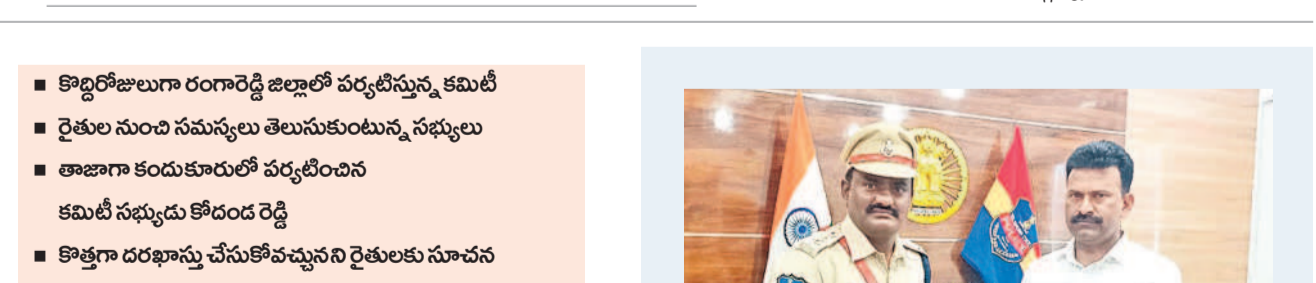 ■ కొద్దిరోజులుగా రంగారెడ్డి జిల్లాలో పర్యటిస్తున్న కమిటీ
■ రైతుల నుంచి సమస్యలు తెలుసుకుంటున్న సభ్యులు
■ తాజాగా కందుకూరులో పర్యటించిన
కమిటీ సభ్యుడు కోదండ రెడ్డి
■ కొత్తగా దరఖాస్తు చేసుకోవచ్చునని రైతులకు సూచన